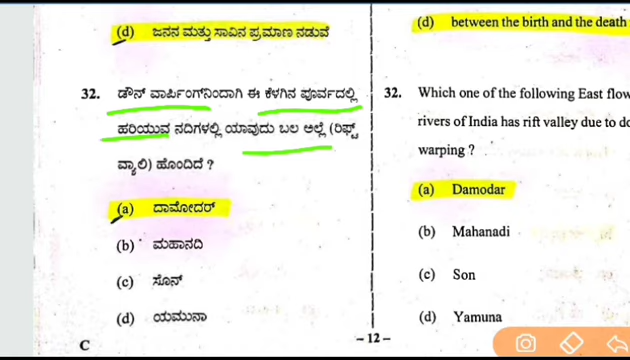 (d) ಜನನ ಮತ್ತು ಸಾವಿನ ಪ್ರಮಾಣ ನಡುವೆ
32. ಡೌನ್ ವಾರ್ಪಿಂಗ್‌ನಿಂದಾಗಿ ಈ ಕೆಳಗಿನ ಪೂರ್ವದಲ್ಲಿ
ಹರಿಯುವ ನದಿಗಳಲ್ಲಿ ಯಾವುದು ಬಲ ಅಲ್ಲೆ (ರಿಫ್ಟ್
ವ್ಯಾಲಿ) ಹೊಂದಿದೆ ?
(a) ದಾಮೋದರ್
(b) ಮಹಾನದಿ
(c) ಸೋನ್
(d) ಯಮುನಾ
C
(d) between the birth and the death
32. Which one of the following East flow
rivers of India has rift valley due to do
warping ?
(a) Damodar
(b) Mahanadi
(c) Son
(d) Yamuna
– 12 –